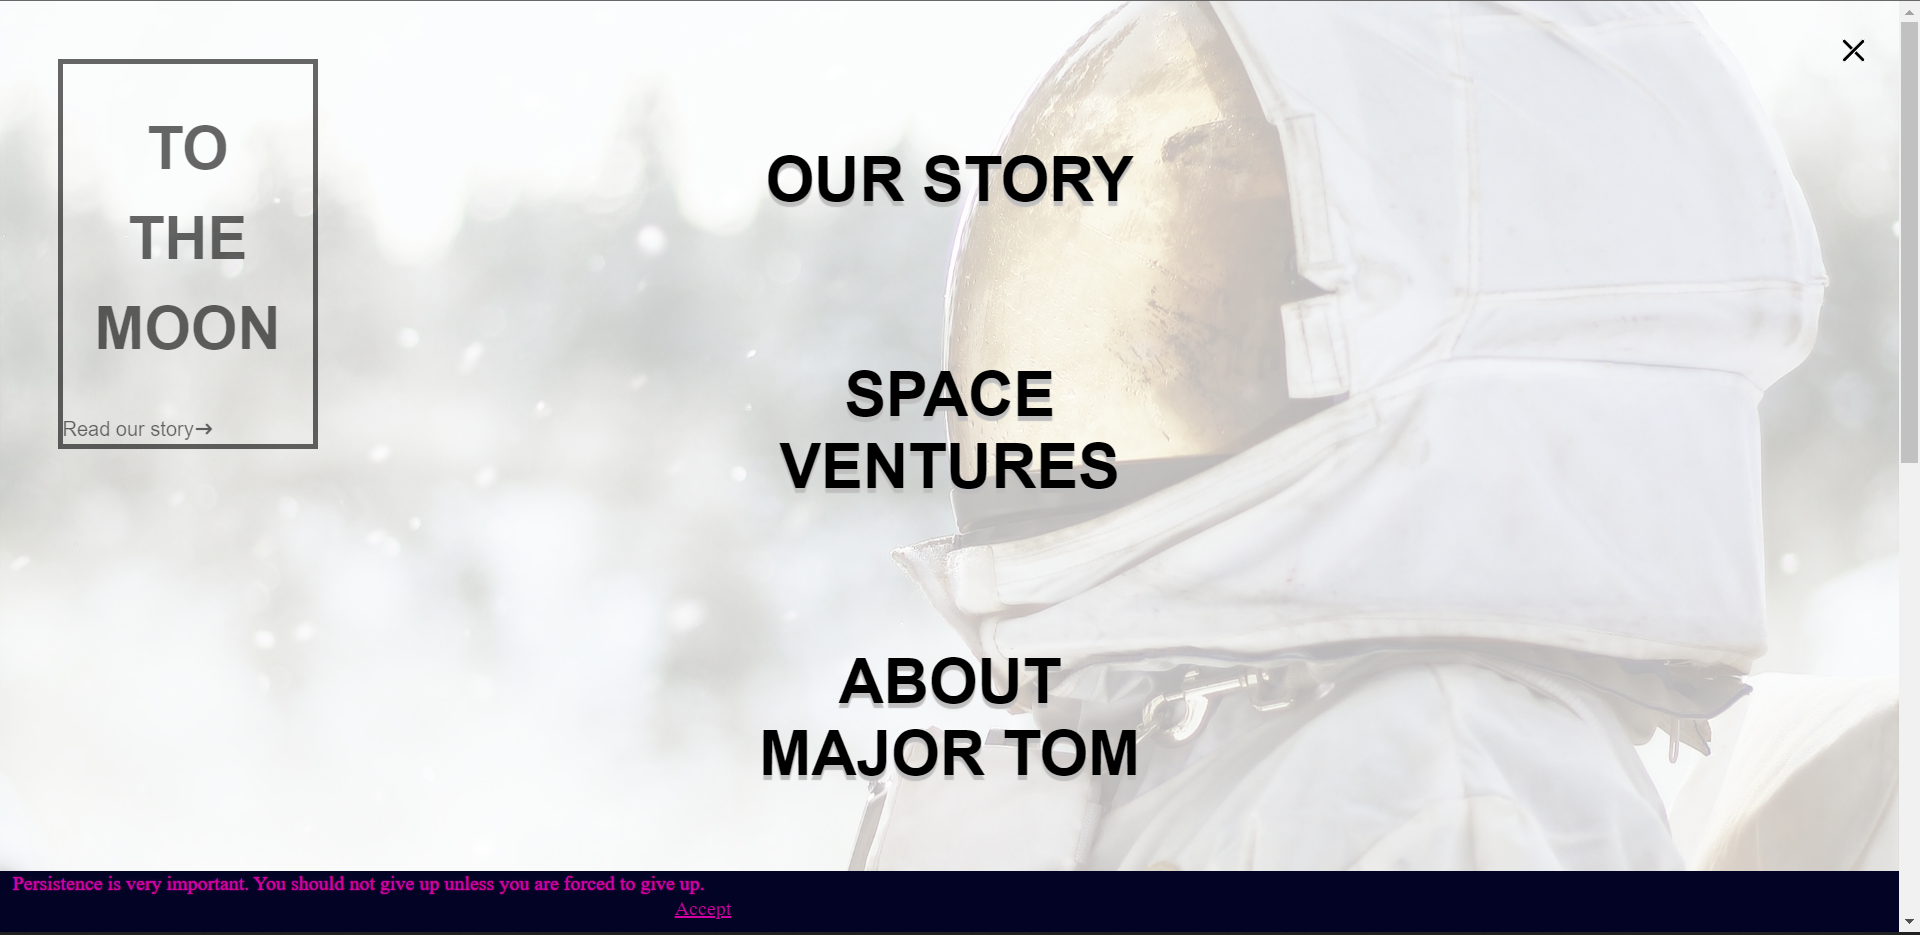 TO
THE
MOON
Read our story→
OUR STORY
SPACE
VENTURES
ABOUT
MAJOR TOM
Persistence is very important. You should not give up unless you are forced to give up.
Accept